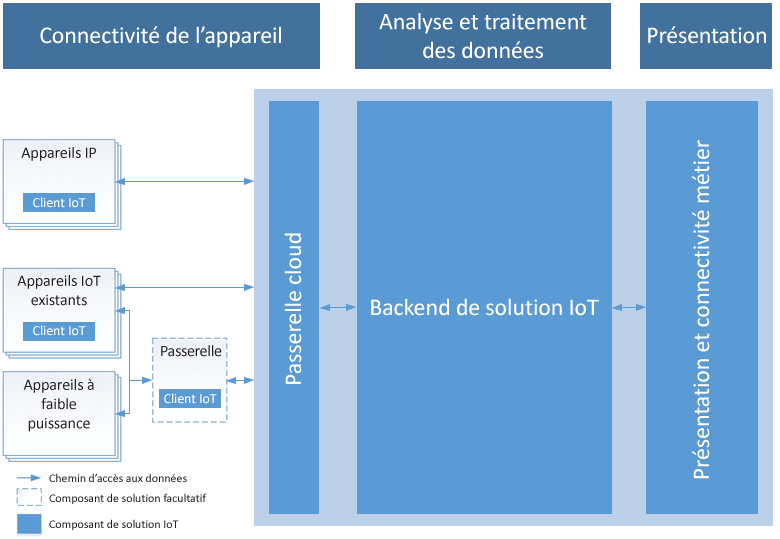 Connectivité de l’appareil
Analyse et traitement
des données
Présentation
Appareils IP
Client IoT
Appareils IoT
existants
Client IoT
Passerelle
Client IoT
Appareils à
faible
puissance
Passerelle cloud
Backend de solution IoT
Présentation et connectivité métier
Chemin d’accès aux données
Composant de solution facultatif
Composant de solution IoT